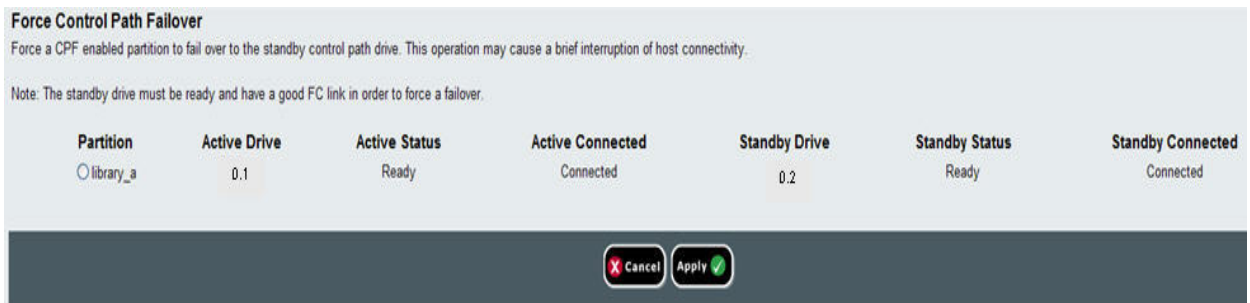 Force Control Path Failover
Force a CPF enabled partition to fail over to the standby control path drive. This operation may cause a brief interruption of host connectivity.
Note: The standby drive must be ready and have a good FC link in order to force a failover.
Partition Active Drive Active Status Active Connected Standby Drive Standby Status Standby Connected
library_a 0.1 Ready Connected 0.2 Ready Connected
Cancel Apply